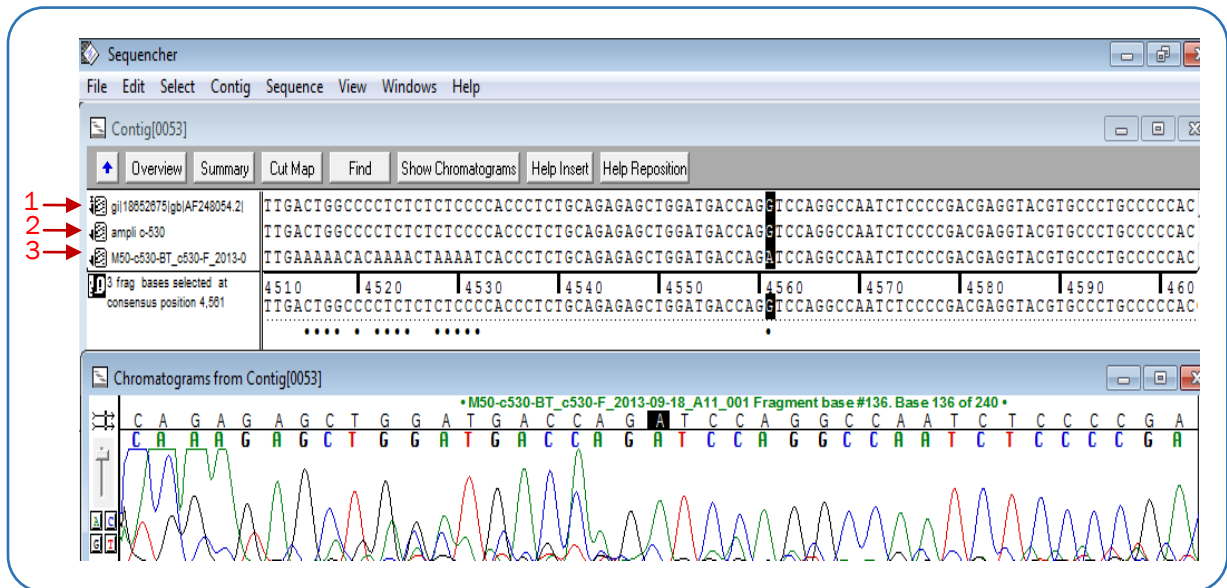 Sequencher
File Edit Select Contig Sequence View Windows Help
Contig[0053]
Overview Summary Cut Map Find Show Chromatograms Help Insert Help Reposition
1 gi|18652675|gb|AF248054.2| TTGACTGGCCCCTCTCTCTCCCCACCCTCTGCAGAGAGCTGGATGACCAGGTCCAGGCCAATCTCCCCGACGAGGTACGTGCCCTGCCCCCAC
2 ampli c-530 TTGACTGGCCCCTCTCTCTCCCCACCCTCTGCAGAGAGCTGGATGACCAGGTCCAGGCCAATCTCCCCGACGAGGTACGTGCCCTGCCCCCAC
3 M50-c530-BT_c530-F_2013-0 TTGAAAAACACAAAACTAAAATCACCCTCTGCAGAGAGCTGGATGACCAGATCCAGGCCAATCTCCCCGACGAGGTACGTGCCCTGCCCCCAC
3 frag bases selected at 4510 4520 4530 4540 4550 4560 4570 4580 4590 460
consensus position 4,561 TTGACTGGCCCCTCTCTCTCCCCACCCTCTGCAGAGAGCTGGATGACCAGGTCCAGGCCAATCTCCCCGACGAGGTACGTGCCCTGCCCCCAC
Chromatograms from Contig[0053]
• M50-c530-BT_c530-F_2013-09-18_A11_001 Fragment base #136. Base 136 of 240 •
C A G A G A G C T G G A T G A C C A G A T C C A G G C C A A T C T C C C C G A
C A A A G A G C T G G A T G A C C A G A T C C A G G C C A A T C T C C C C G A
A C
G T